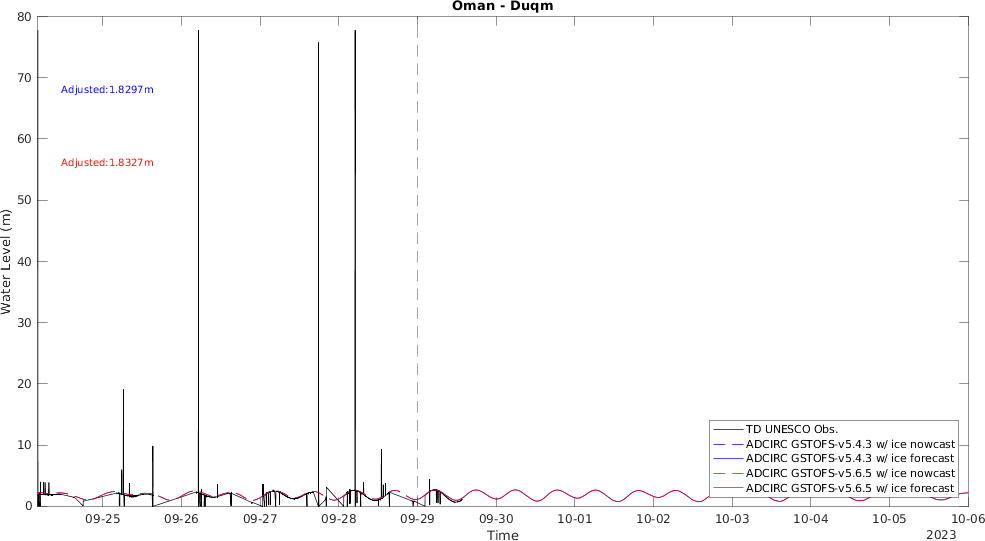 Oman - Duqm
80
70
60
50
40
30
20
10
0
Water Level (m)
Adjusted:1.8297m
Adjusted:1.8327m
TD UNESCO Obs.
ADCIRC GSTOFS-v5.4.3 w/ ice nowcast
ADCIRC GSTOFS-v5.4.3 w/ ice forecast
ADCIRC GSTOFS-v5.6.5 w/ ice nowcast
ADCIRC GSTOFS-v5.6.5 w/ ice forecast
09-25 09-26 09-27 09-28 09-29 09-30 10-01 10-02 10-03 10-04 10-05 10-06
Time
2023